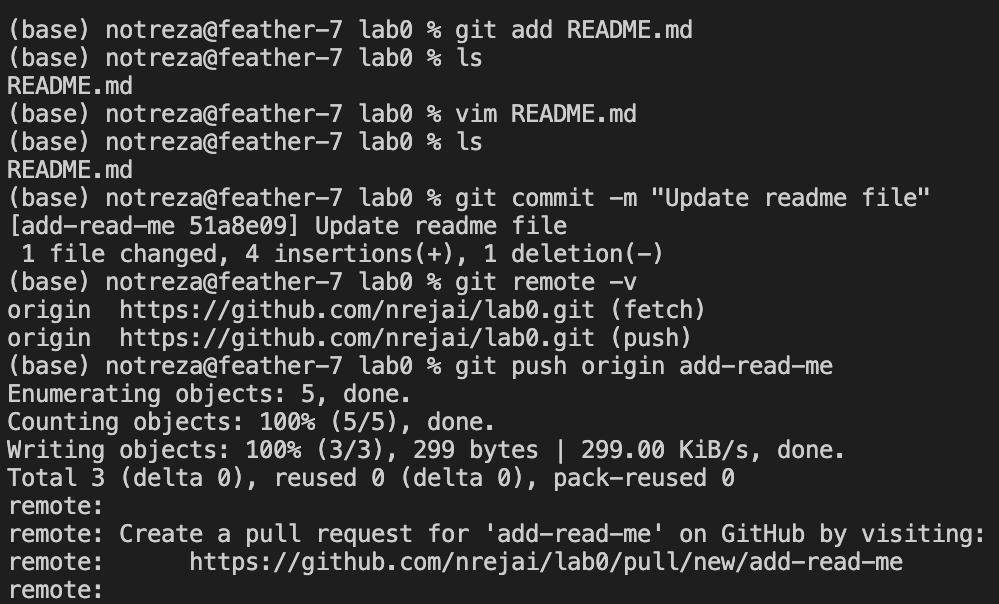 (base) notreza@feather-7 lab0 % git add README.md
(base) notreza@feather-7 lab0 % ls
README.md
(base) notreza@feather-7 lab0 % vim README.md
(base) notreza@feather-7 lab0 % ls
README.md
(base) notreza@feather-7 lab0 % git commit -m "Update readme file"
[add-read-me 51a8e09] Update readme file
 1 file changed, 4 insertions(+), 1 deletion(-)
(base) notreza@feather-7 lab0 % git remote -v
origin  https://github.com/nrejai/lab0.git (fetch)
origin  https://github.com/nrejai/lab0.git (push)
(base) notreza@feather-7 lab0 % git push origin add-read-me
Enumerating objects: 5, done.
Counting objects: 100% (5/5), done.
Writing objects: 100% (3/3), 299 bytes | 299.00 KiB/s, done.
Total 3 (delta 0), reused 0 (delta 0), pack-reused 0
remote:
remote: Create a pull request for 'add-read-me' on GitHub by visiting:
remote:      https://github.com/nrejai/lab0/pull/new/add-read-me
remote: